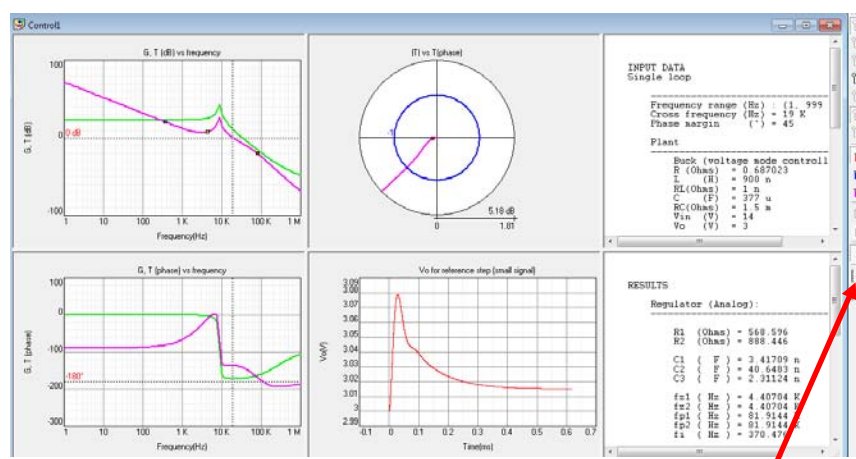 Control1
G, T (dB) vs frequency
100
0 dB
0
-100
G, T (dB)
1 10 100 1 K 10 K 100 K 1 M
Frequency(Hz)
|T| vs T(phase)
-1
5.18 dB
0 1.81
INPUT DATA
Single loop
Frequency range (Hz) : (1, 999
Cross frequency (Hz) = 19 K
Phase margin (°) = 45
Plant
Buck (voltage mode controll
R (Ohms) = 0.687023
L (H) = 900 n
RL(Ohms) = 1 n
C (F) = 377 u
RC(Ohms) = 1.5 m
Vin (V) = 14
Vo (V) = 3
G, T (phase) vs frequency
100
0
-100
-180°
-200
-300
G, T (phase)
1 10 100 1 K 10 K 100 K 1 M
Frequency(Hz)
Vo for reference step (small signal)
3.09
3.08
3.07
3.06
3.05
3.04
3.03
3.02
3.01
3
2.99
Vo(V)
-0.1 0 0.1 0.2 0.3 0.4 0.5 0.6 0.7
Time(ms)
RESULTS
Regulator (Analog):
R1 (Ohms) = 560.596
R2 (Ohms) = 888.446
C1 ( F ) = 3.41709 n
C2 ( F ) = 40.6483 n
C3 ( F ) = 2.31124 n
fz1 ( Hz ) = 4.40704 K
fz2 ( Hz ) = 4.40704 K
fp1 ( Hz ) = 81.9144 K
fp2 ( Hz ) = 81.9144 K
fi ( Hz ) = 370.476